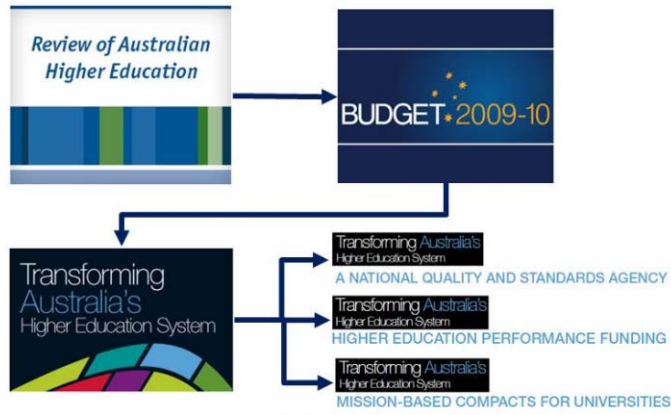 Review of Australian
Higher Education
BUDGET 2009-10
Transforming
Australia's
Higher Education System
Transforming Australia's
Higher Education System
A NATIONAL QUALITY AND STANDARDS AGENCY
Transforming Australia's
Higher Education System
HIGHER EDUCATION PERFORMANCE FUNDING
Transforming Australia's
Higher Education System
MISSION-BASED COMPACTS FOR UNIVERSITIES